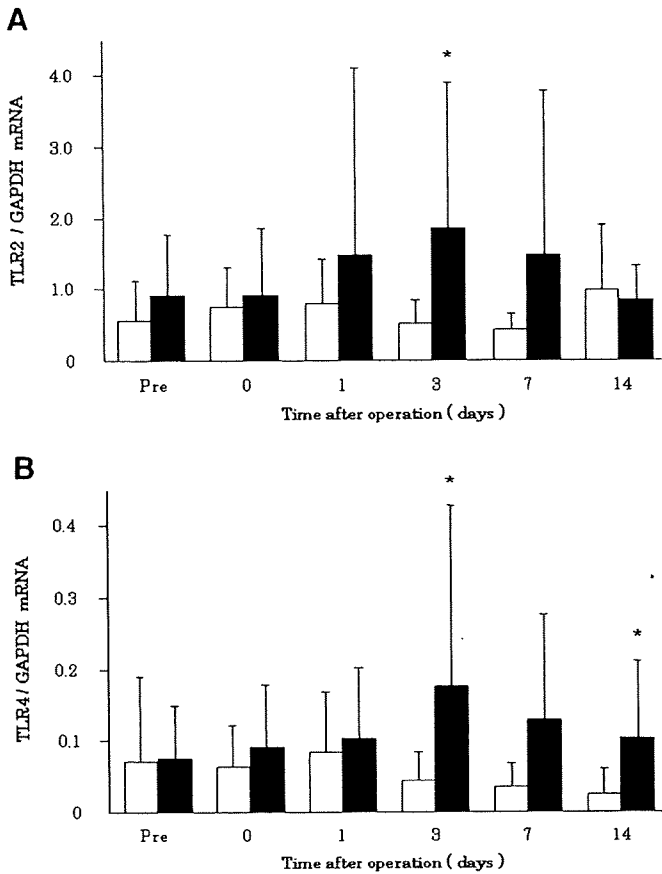 A
TLR2 / GAPDH mRNA
4.0
3.0
2.0
1.0
0
*
Pre 0 1 3 7 14
Time after operation ( days )
B
TLR4 / GAPDH mRNA
0.4
0.3
0.2
0.1
0
*
*
Pre 0 1 3 7 14
Time after operation ( days )